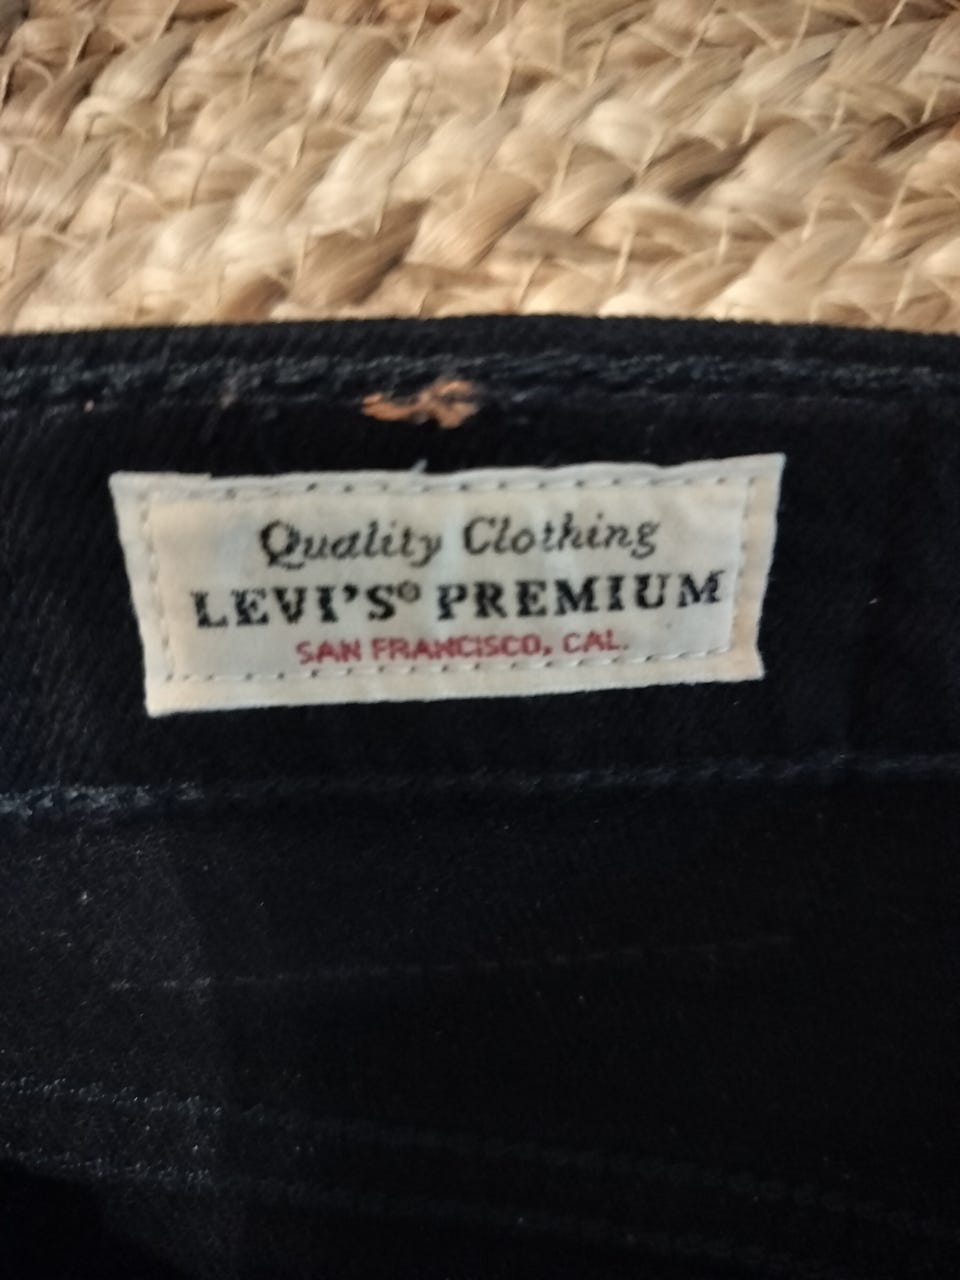 Quality Clothing
LEVI'S® PREMIUM
SAN FRANCISCO, CAL.